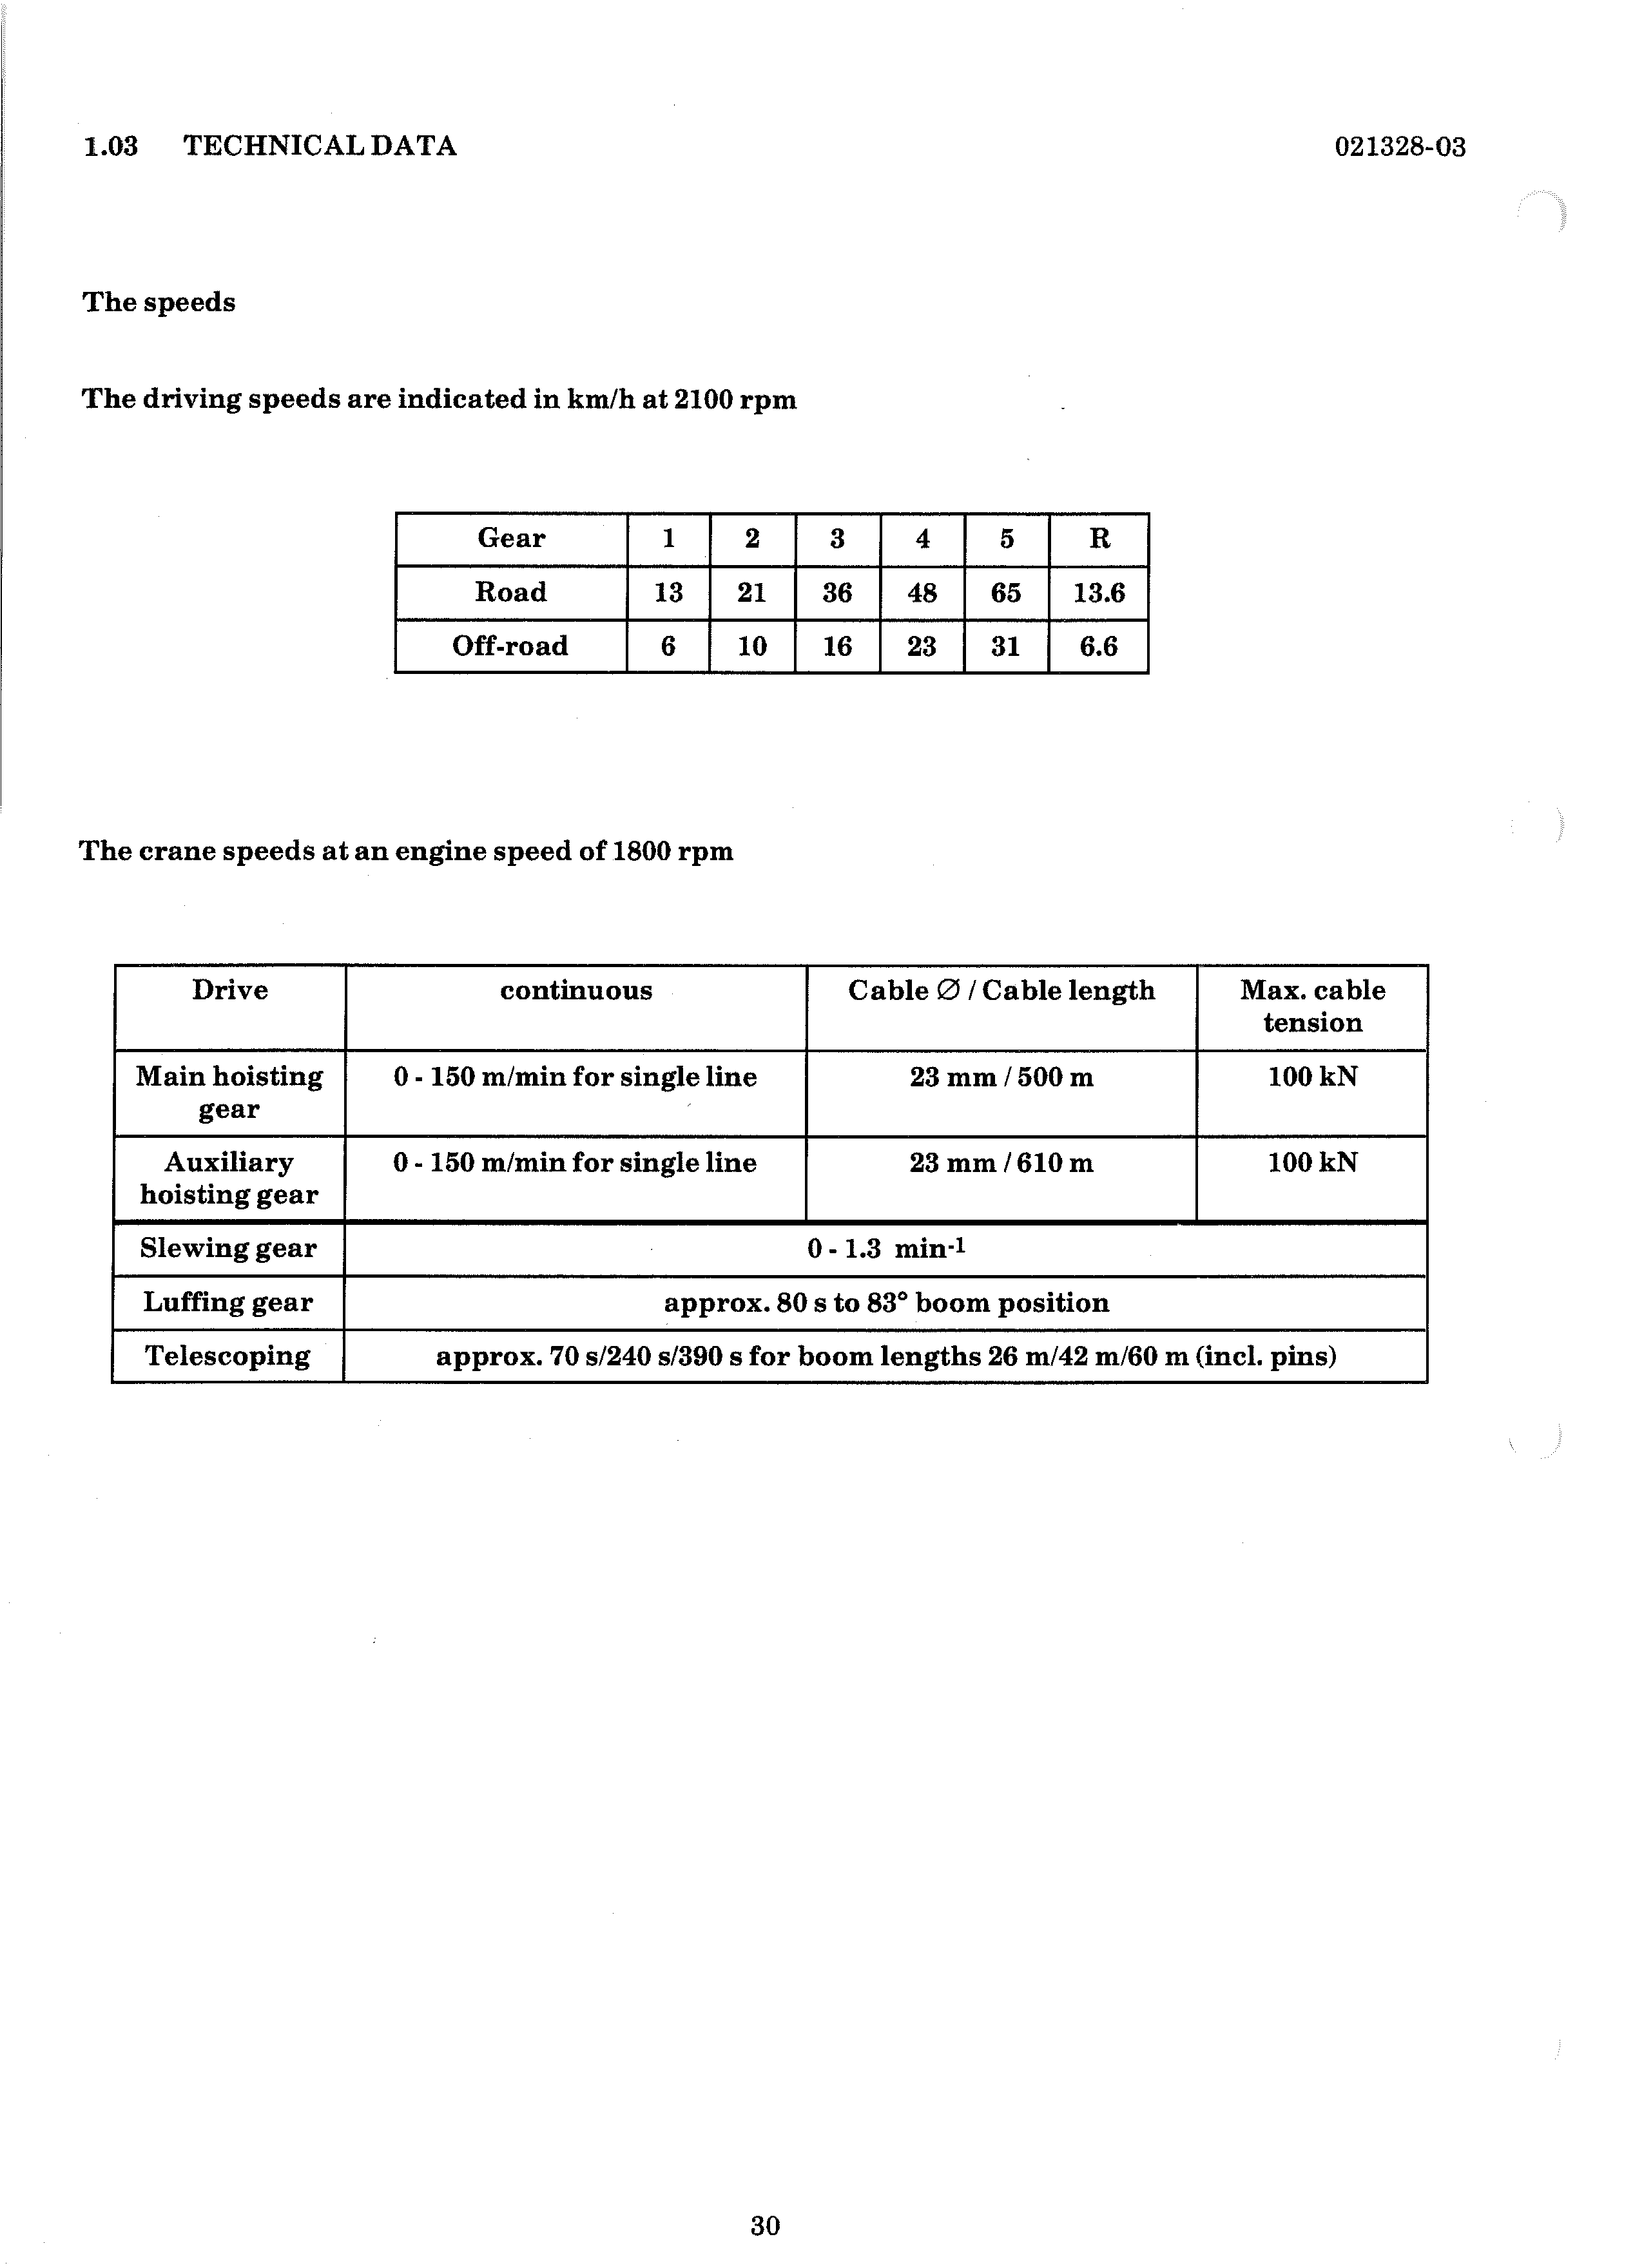 1.03 TECHNICAL DATA 021328-03
The speeds
The driving speeds are indicated in km/h at 2100 rpm
Gear 1 2 3 4 5 R
Road 13 21 36 48 65 13.6
Off-road 6 10 16 23 31 6.6
The crane speeds at an engine speed of 1800 rpm
Drive continuous Cable Ø / Cable length Max. cable
tension
Main hoisting 0 - 150 m/min for single line 23 mm / 500 m 100 kN
gear
Auxiliary 0 - 150 m/min for single line 23 mm / 610 m 100 kN
hoisting gear
Slewing gear 0 - 1.3 min-1
Luffing gear approx. 80 s to 83° boom position
Telescoping approx. 70 s/240 s/390 s for boom lengths 26 m/42 m/60 m (incl. pins)
30